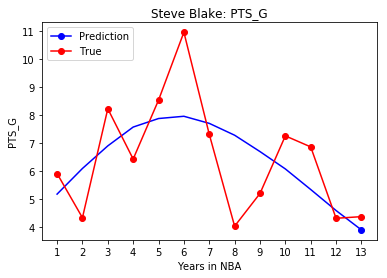 Steve Blake: PTS_G
Prediction
True
11
10
9
8
7
6
5
4
PTS_G
1 2 3 4 5 6 7 8 9 10 11 12 13
Years in NBA